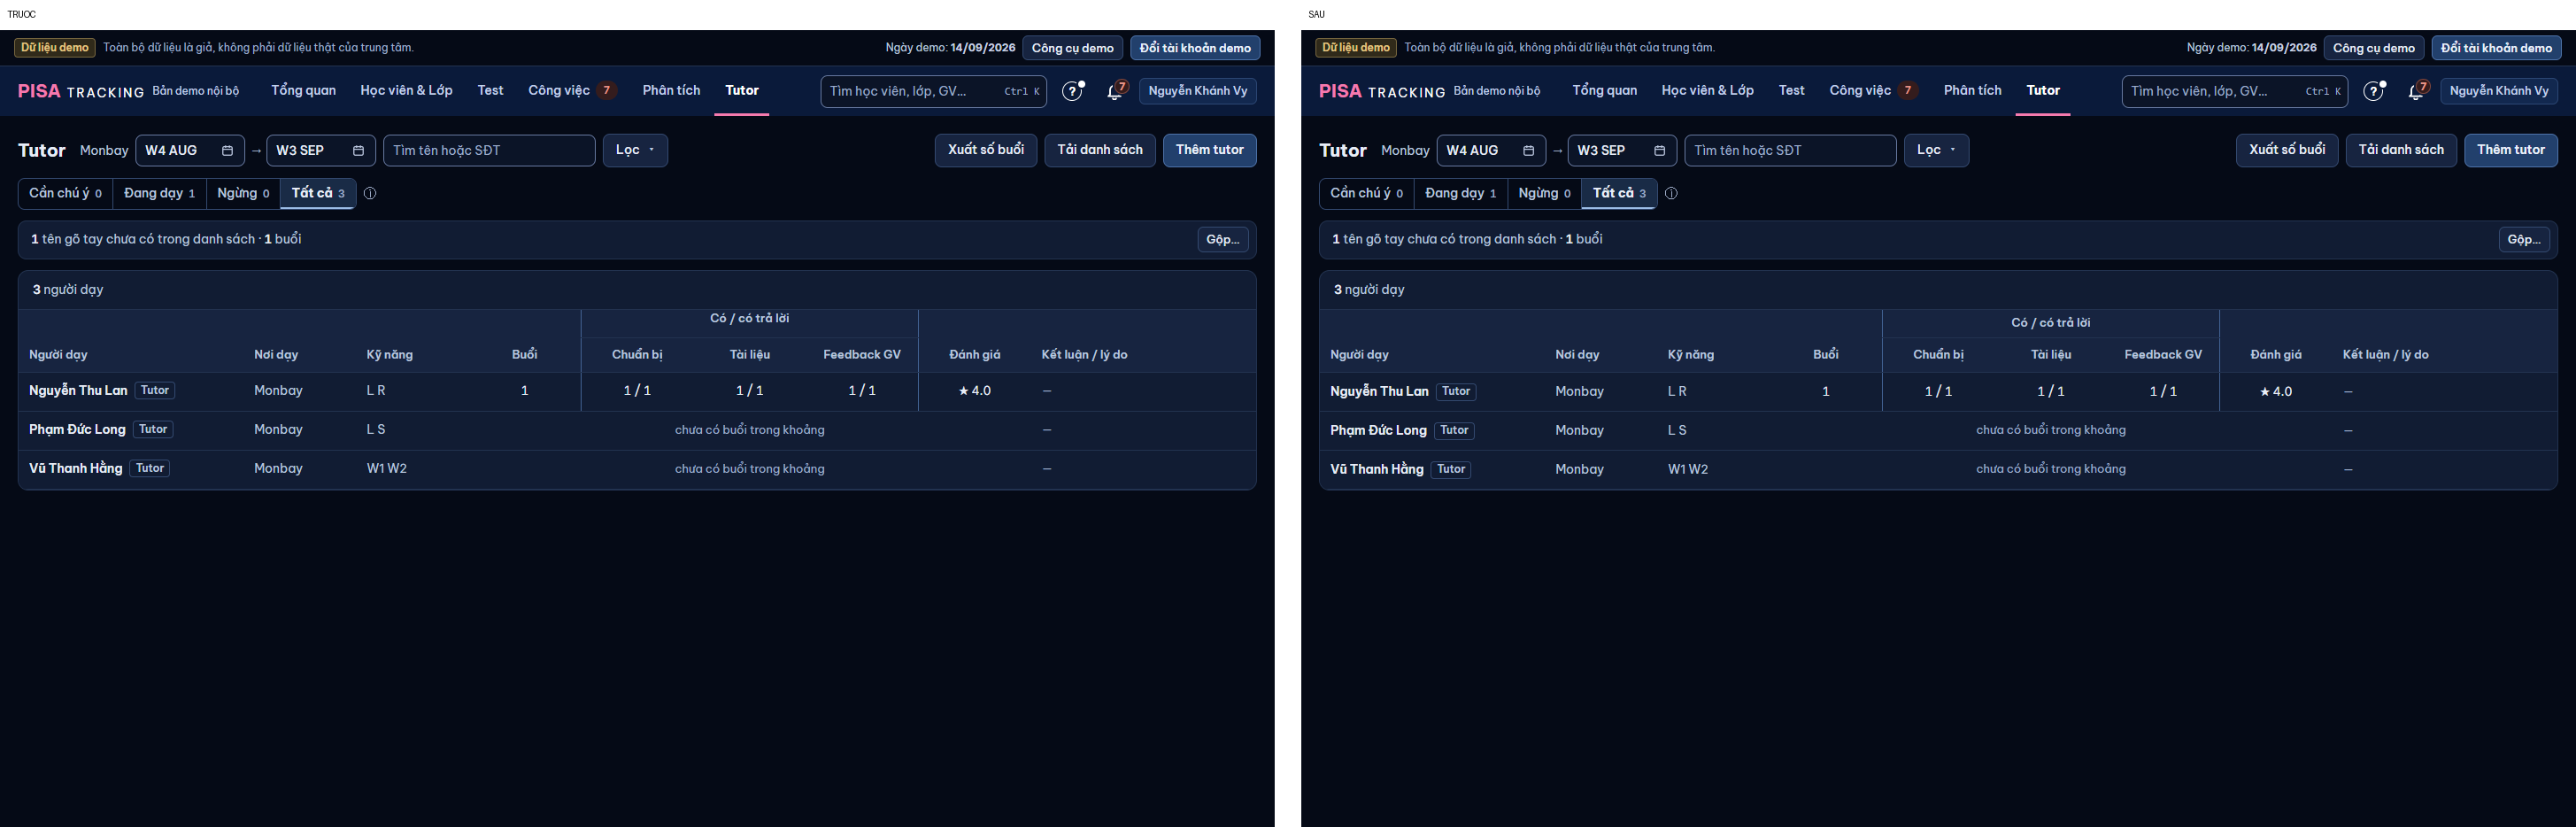 TRUOC
Dữ liệu demo Toàn bộ dữ liệu là giả, không phải dữ liệu thật của trung tâm. Ngày demo: 14/09/2026 Công cụ demo Đổi tài khoản demo
PISA TRACKING Bản demo nội bộ Tổng quan Học viên & Lớp Test Công việc 7 Phân tích Tutor Tìm học viên, lớp, GV... Ctrl K ? 7 Nguyễn Khánh Vy
Tutor Monbay W4 AUG → W3 SEP Tìm tên hoặc SĐT Lọc Xuất số buổi Tải danh sách Thêm tutor
Cần chú ý 0 Đang dạy 1 Ngừng 0 Tất cả 3 ⓘ
1 tên gõ tay chưa có trong danh sách · 1 buổi Gộp...
3 người dạy
Có / có trả lời
Người dạy Nơi dạy Kỹ năng Buổi Chuẩn bị Tài liệu Feedback GV Đánh giá Kết luận / lý do
Nguyễn Thu Lan Tutor Monbay L R 1 1 / 1 1 / 1 1 / 1 ★ 4.0 —
Phạm Đức Long Tutor Monbay L S chưa có buổi trong khoảng —
Vũ Thanh Hằng Tutor Monbay W1 W2 chưa có buổi trong khoảng —
SAU
Dữ liệu demo Toàn bộ dữ liệu là giả, không phải dữ liệu thật của trung tâm. Ngày demo: 14/09/2026 Công cụ demo Đổi tài khoản demo
PISA TRACKING Bản demo nội bộ Tổng quan Học viên & Lớp Test Công việc 7 Phân tích Tutor Tìm học viên, lớp, GV... Ctrl K ? 7 Nguyễn Khánh Vy
Tutor Monbay W4 AUG → W3 SEP Tìm tên hoặc SĐT Lọc Xuất số buổi Tải danh sách Thêm tutor
Cần chú ý 0 Đang dạy 1 Ngừng 0 Tất cả 3 ⓘ
1 tên gõ tay chưa có trong danh sách · 1 buổi Gộp...
3 người dạy
Có / có trả lời
Người dạy Nơi dạy Kỹ năng Buổi Chuẩn bị Tài liệu Feedback GV Đánh giá Kết luận / lý do
Nguyễn Thu Lan Tutor Monbay L R 1 1 / 1 1 / 1 1 / 1 ★ 4.0 —
Phạm Đức Long Tutor Monbay L S chưa có buổi trong khoảng —
Vũ Thanh Hằng Tutor Monbay W1 W2 chưa có buổi trong khoảng —